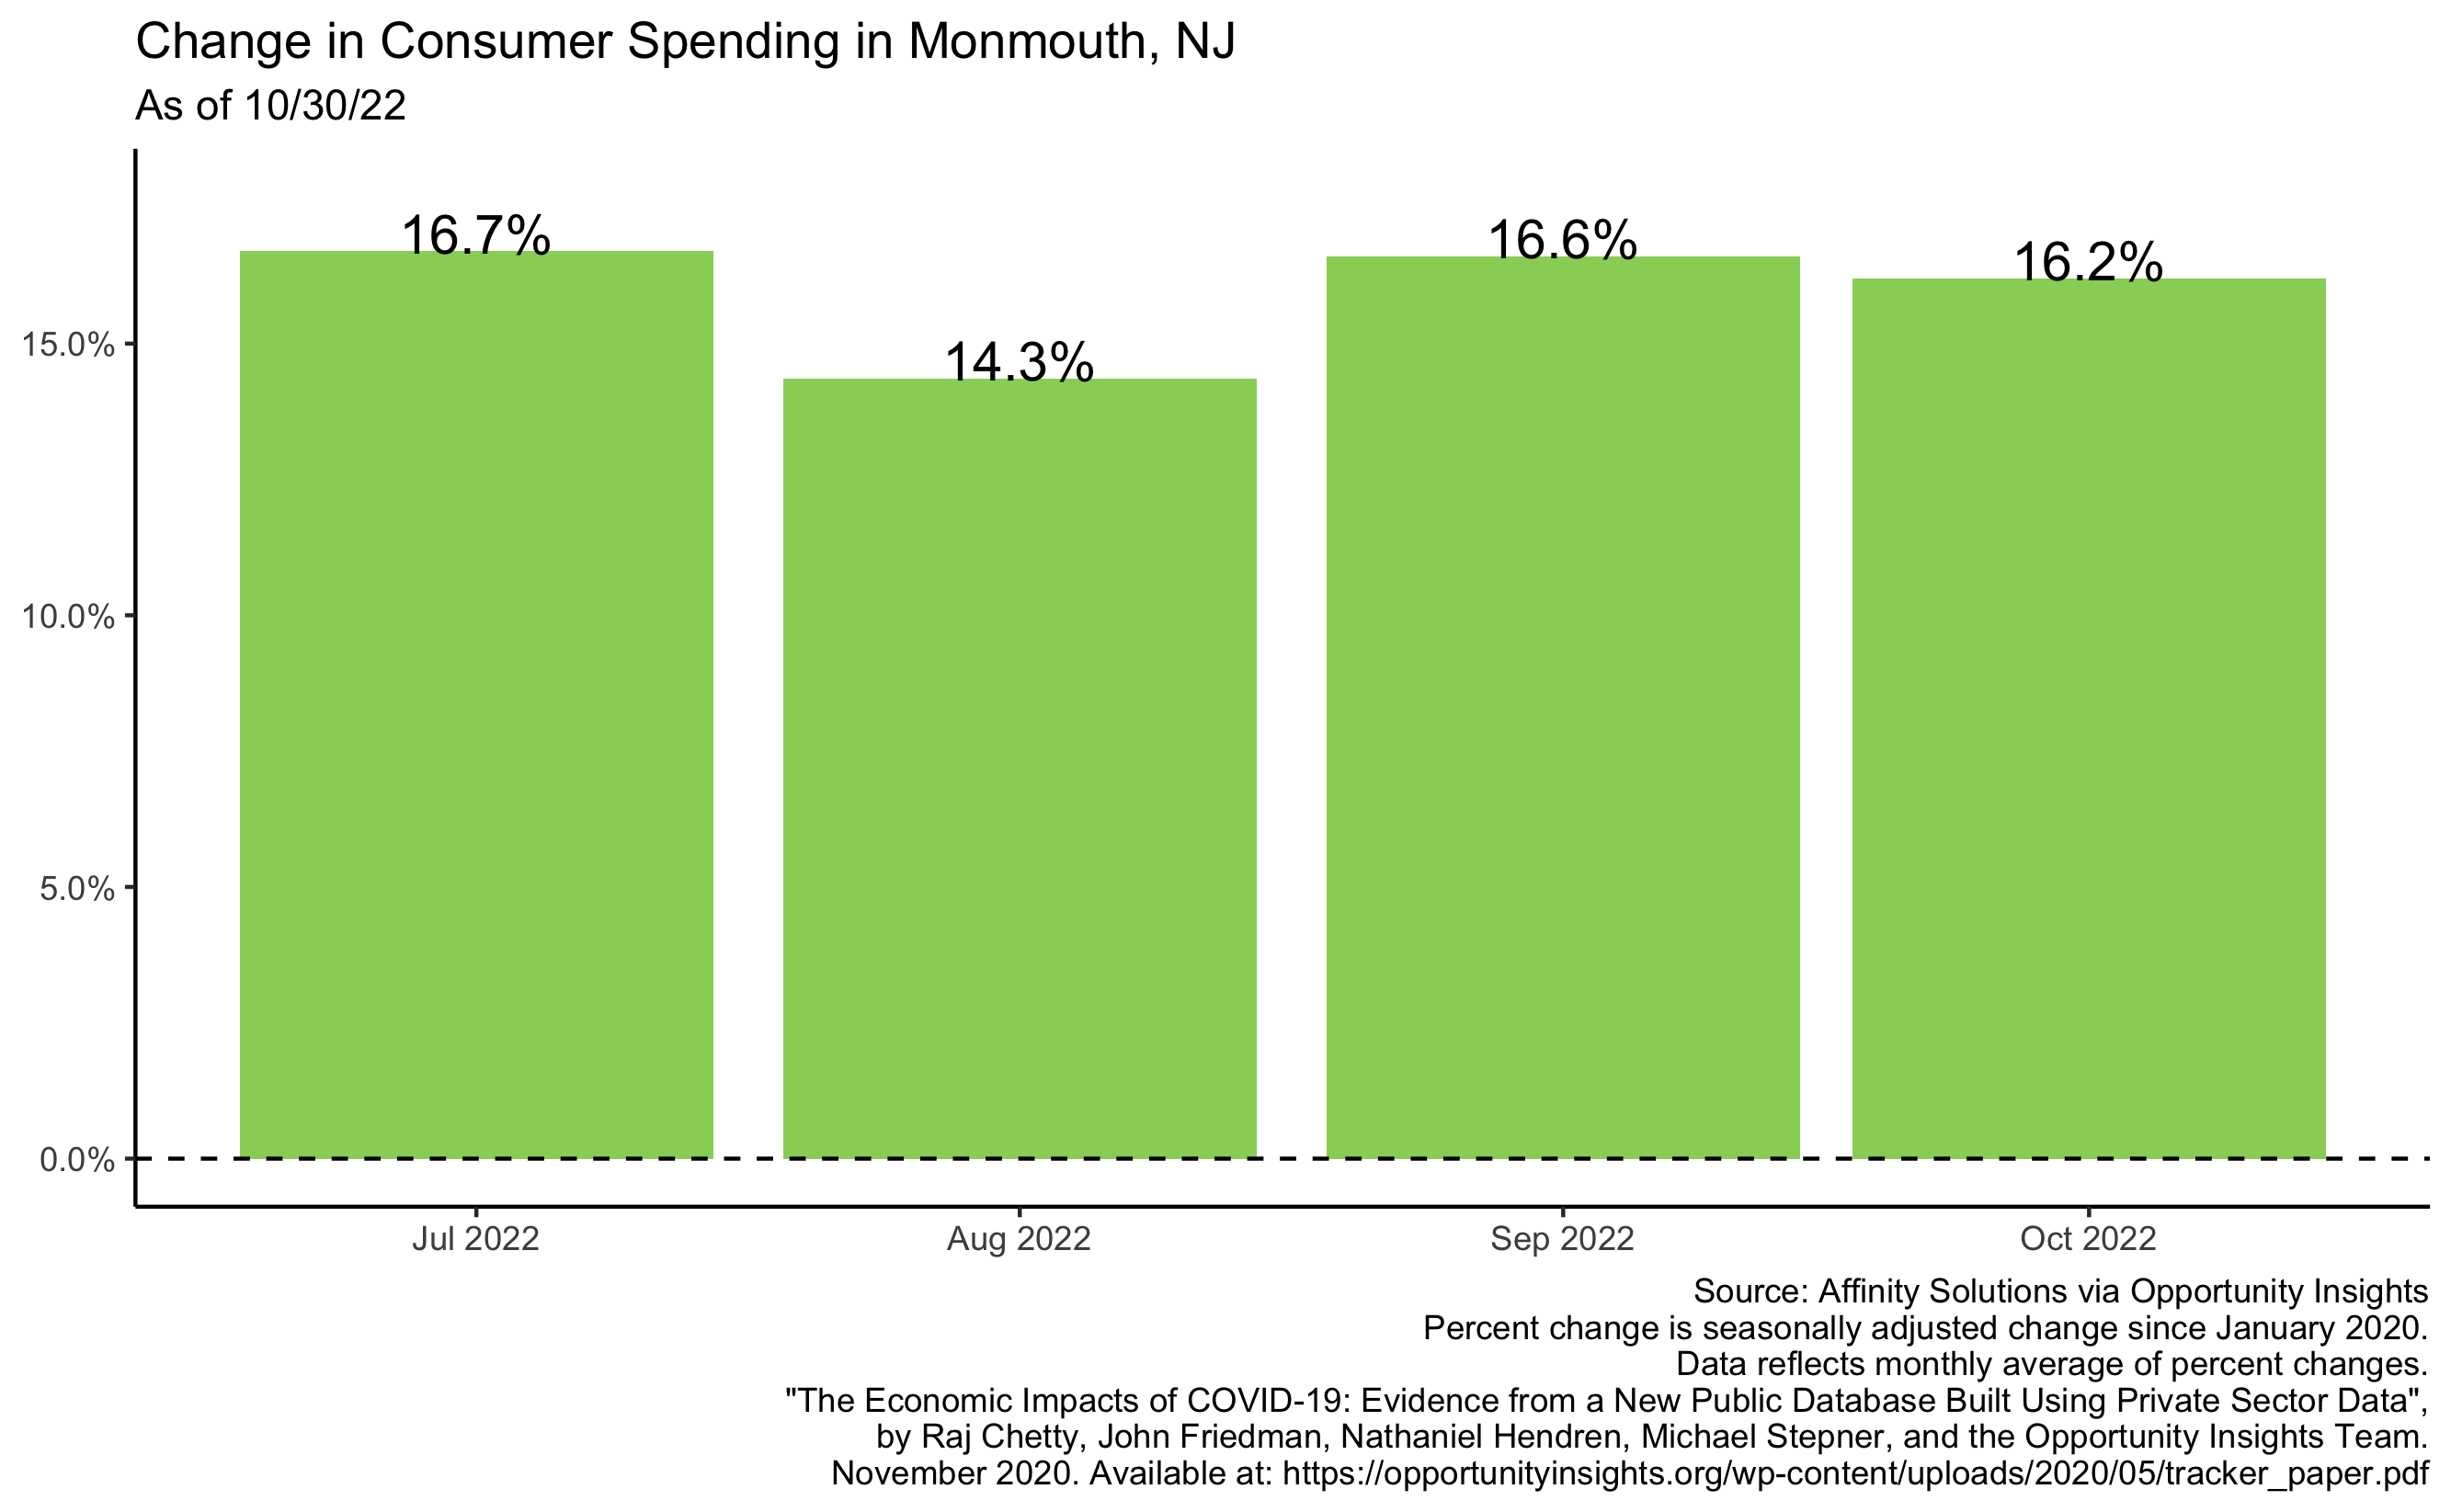 Change in Consumer Spending in Monmouth, NJ
As of 10/30/22
16.7%
14.3%
16.6%
16.2%
15.0%
10.0%
5.0%
0.0%
Jul 2022
Aug 2022
Sep 2022
Oct 2022
Source: Affinity Solutions via Opportunity Insights
Percent change is seasonally adjusted change since January 2020.
Data reflects monthly average of percent changes.
"The Economic Impacts of COVID-19: Evidence from a New Public Database Built Using Private Sector Data",
by Raj Chetty, John Friedman, Nathaniel Hendren, Michael Stepner, and the Opportunity Insights Team.
November 2020. Available at: https://opportunityinsights.org/wp-content/uploads/2020/05/tracker_paper.pdf